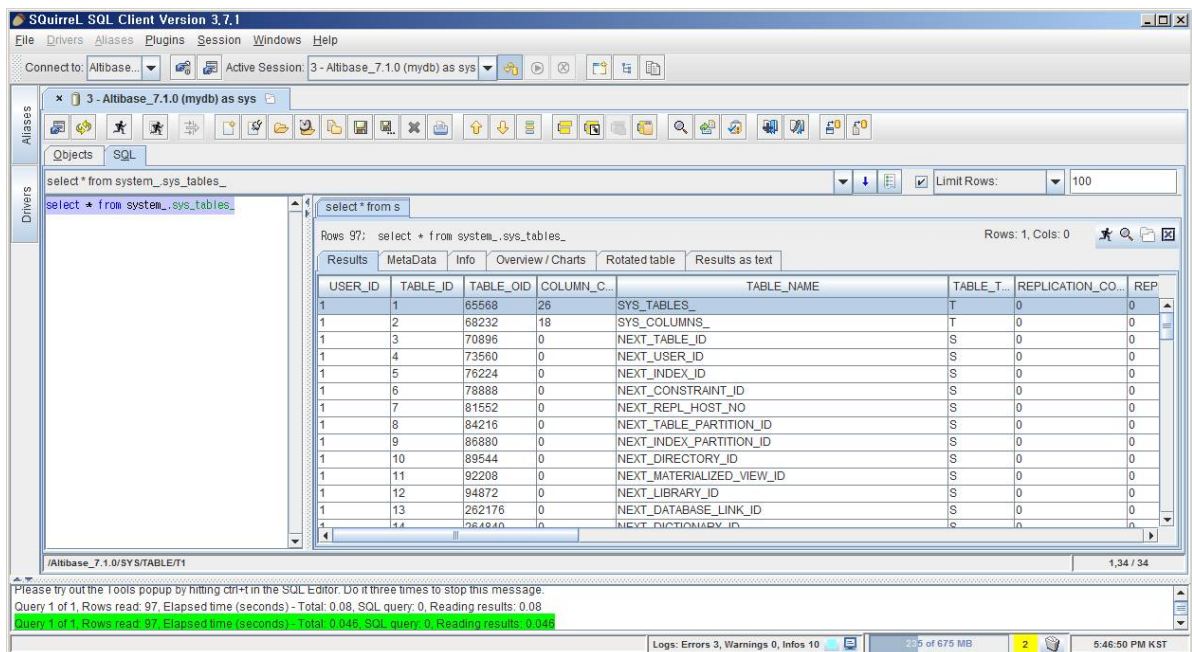 SQuirreL SQL Client Version 3.7.1
File Drivers Aliases Plugins Session Windows Help
Connect to: Altibase... Active Session: 3 - Altibase_7.1.0 (mydb) as sys
3 - Altibase_7.1.0 (mydb) as sys
Aliases
Drivers
Objects SQL
select * from system_.sys_tables_ Limit Rows: 100
select * from system_.sys_tables_
select * from s
Rows 97; select * from system_.sys_tables_ Rows: 1, Cols: 0
Results MetaData Info Overview / Charts Rotated table Results as text
USER_ID TABLE_ID TABLE_OID COLUMN_C... TABLE_NAME TABLE_T... REPLICATION_CO... REP
1 1 65568 26 SYS_TABLES_ T 0 0
1 2 68232 18 SYS_COLUMNS_ T 0 0
1 3 70896 0 NEXT_TABLE_ID S 0 0
1 4 73560 0 NEXT_USER_ID S 0 0
1 5 76224 0 NEXT_INDEX_ID S 0 0
1 6 78888 0 NEXT_CONSTRAINT_ID S 0 0
1 7 81552 0 NEXT_REPL_HOST_NO S 0 0
1 8 84216 0 NEXT_TABLE_PARTITION_ID S 0 0
1 9 86880 0 NEXT_INDEX_PARTITION_ID S 0 0
1 10 89544 0 NEXT_DIRECTORY_ID S 0 0
1 11 92208 0 NEXT_MATERIALIZED_VIEW_ID S 0 0
1 12 94872 0 NEXT_LIBRARY_ID S 0 0
1 13 262176 0 NEXT_DATABASE_LINK_ID S 0 0
1 14 264840 0 NEXT_DICTIONARY_ID S 0 0
/Altibase_7.1.0/SYS/TABLE/T1 1,34 / 34
Please try out the Tools popup by hitting ctrl+t in the SQL Editor. Do it three times to stop this message.
Query 1 of 1, Rows read: 97, Elapsed time (seconds) - Total: 0.08, SQL query: 0, Reading results: 0.08
Query 1 of 1, Rows read: 97, Elapsed time (seconds) - Total: 0.046, SQL query: 0, Reading results: 0.046
Logs: Errors 3, Warnings 0, Infos 10 235 of 675 MB 2 5:46:50 PM KST